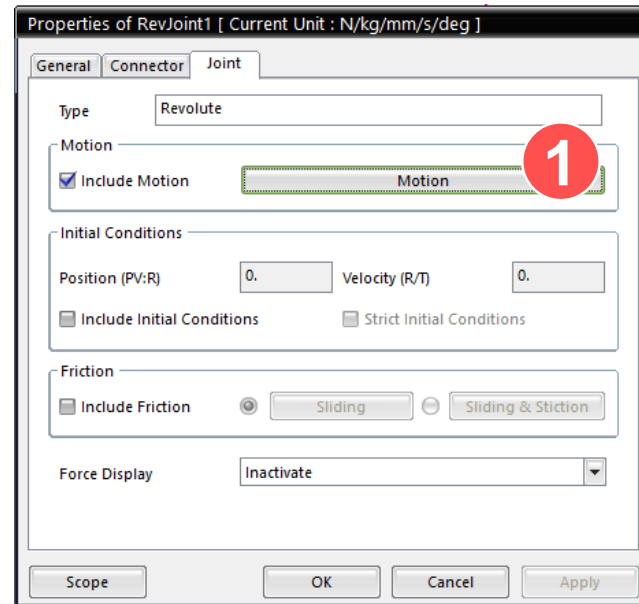 Properties of RevJoint1 [ Current Unit : N/kg/mm/s/deg ]
General Connector Joint
Type Revolute
Motion
1
Include Motion Motion
Initial Conditions
Position (PV:R) 0. Velocity (R/T) 0.
Include Initial Conditions Strict Initial Conditions
Friction
Include Friction Sliding Sliding & Stiction
Force Display Inactivate
Scope OK Cancel Apply